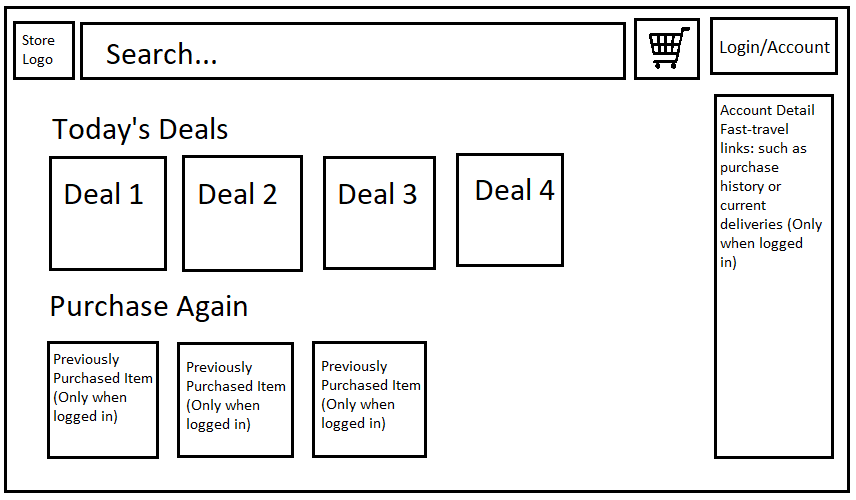 Store
Logo
Search...
Login/Account
Today's Deals
Deal 1
Deal 2
Deal 3
Deal 4
Account Detail
Fast-travel
links: such as
purchase
history or
current
deliveries (Only
when logged
in)
Purchase Again
Previously
Purchased Item
(Only when
logged in)
Previously
Purchased Item
(Only when
logged in)
Previously
Purchased Item
(Only when
logged in)